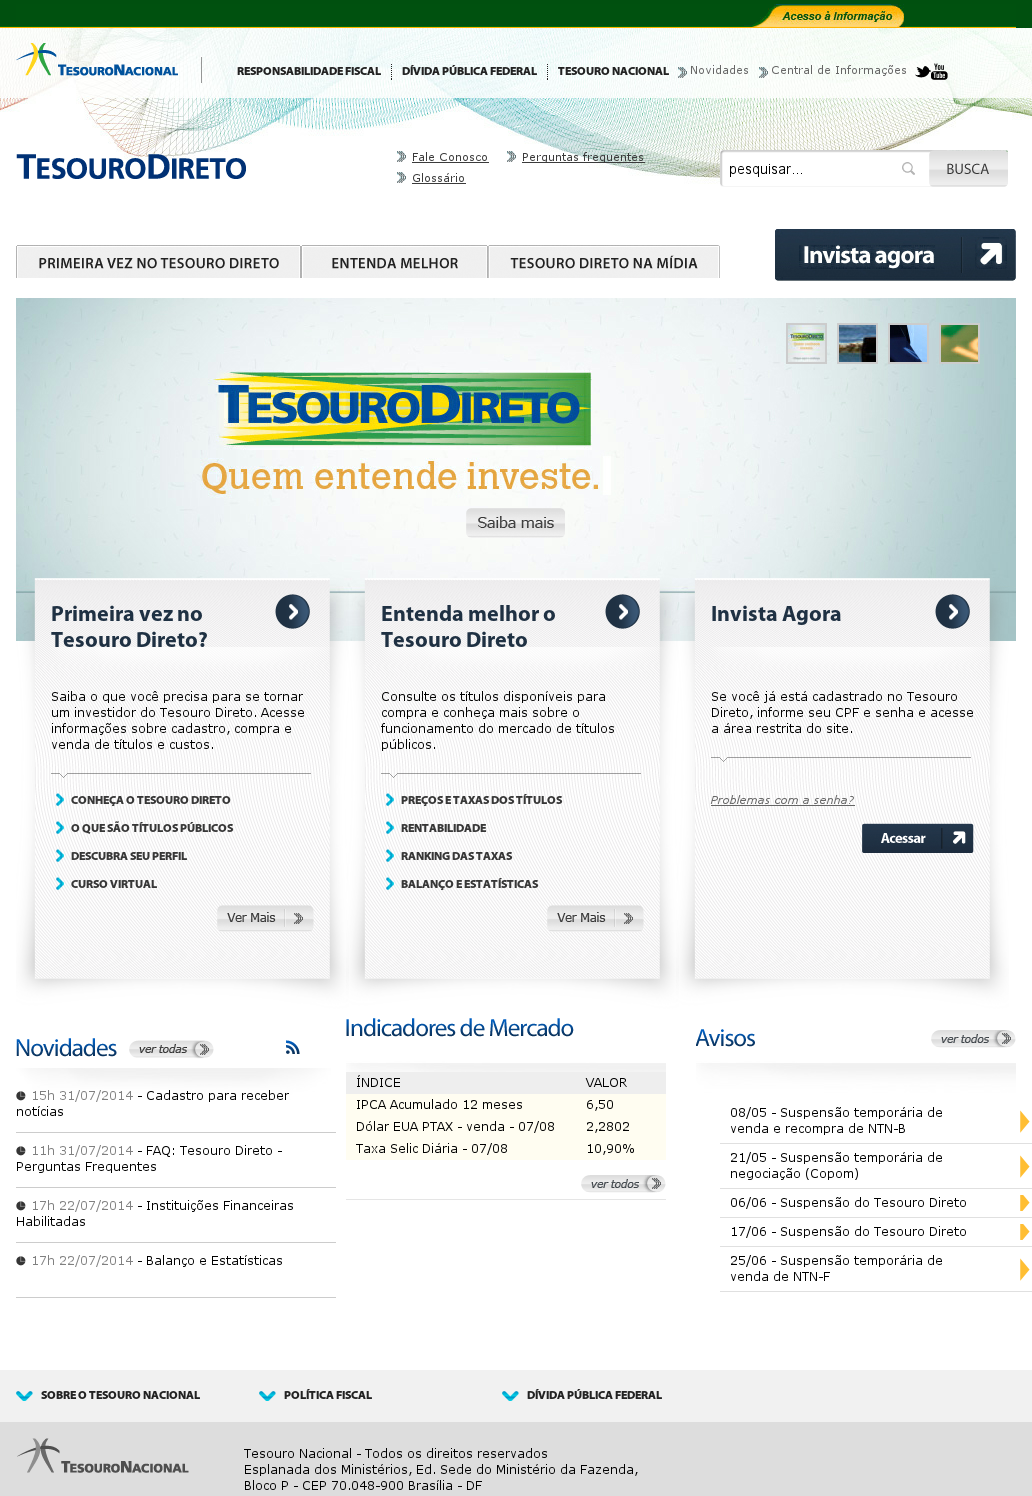 Acesso à Informação
TESOURONACIONAL
RESPONSABILIDADE FISCAL
DÍVIDA PÚBLICA FEDERAL
TESOURO NACIONAL
Novidades
Central de Informações
You Tube
TESOURODIRETO
Fale Conosco
Perguntas frequentes
Glossário
pesquisar...
BUSCA
PRIMEIRA VEZ NO TESOURO DIRETO
ENTENDA MELHOR
TESOURO DIRETO NA MÍDIA
Invista agora
TESOURODIRETO
Quem entende investe.
Saiba mais
Primeira vez no
Tesouro Direto?
Saiba o que você precisa para se tornar
um investidor do Tesouro Direto. Acesse
informações sobre cadastro, compra e
venda de títulos e custos.
CONHEÇA O TESOURO DIRETO
O QUE SÃO TÍTULOS PÚBLICOS
DESCUBRA SEU PERFIL
CURSO VIRTUAL
Ver Mais
Entenda melhor o
Tesouro Direto
Consulte os títulos disponíveis para
compra e conheça mais sobre o
funcionamento do mercado de títulos
públicos.
PREÇOS E TAXAS DOS TÍTULOS
RENTABILIDADE
RANKING DAS TAXAS
BALANÇO E ESTATÍSTICAS
Ver Mais
Invista Agora
Se você já está cadastrado no Tesouro
Direto, informe seu CPF e senha e acesse
a área restrita do site.
Problemas com a senha?
Acessar
Novidades
ver todas
15h 31/07/2014 - Cadastro para receber
notícias
11h 31/07/2014 - FAQ: Tesouro Direto -
Perguntas Frequentes
17h 22/07/2014 - Instituições Financeiras
Habilitadas
17h 22/07/2014 - Balanço e Estatísticas
Indicadores de Mercado
ÍNDICE VALOR
IPCA Acumulado 12 meses 6,50
Dólar EUA PTAX - venda - 07/08 2,2802
Taxa Selic Diária - 07/08 10,90%
ver todos
Avisos
ver todos
08/05 - Suspensão temporária de
venda e recompra de NTN-B
21/05 - Suspensão temporária de
negociação (Copom)
06/06 - Suspensão do Tesouro Direto
17/06 - Suspensão do Tesouro Direto
25/06 - Suspensão temporária de
venda de NTN-F
SOBRE O TESOURO NACIONAL
POLÍTICA FISCAL
DÍVIDA PÚBLICA FEDERAL
TESOURONACIONAL
Tesouro Nacional - Todos os direitos reservados
Esplanada dos Ministérios, Ed. Sede do Ministério da Fazenda,
Bloco P - CEP 70.048-900 Brasília - DF